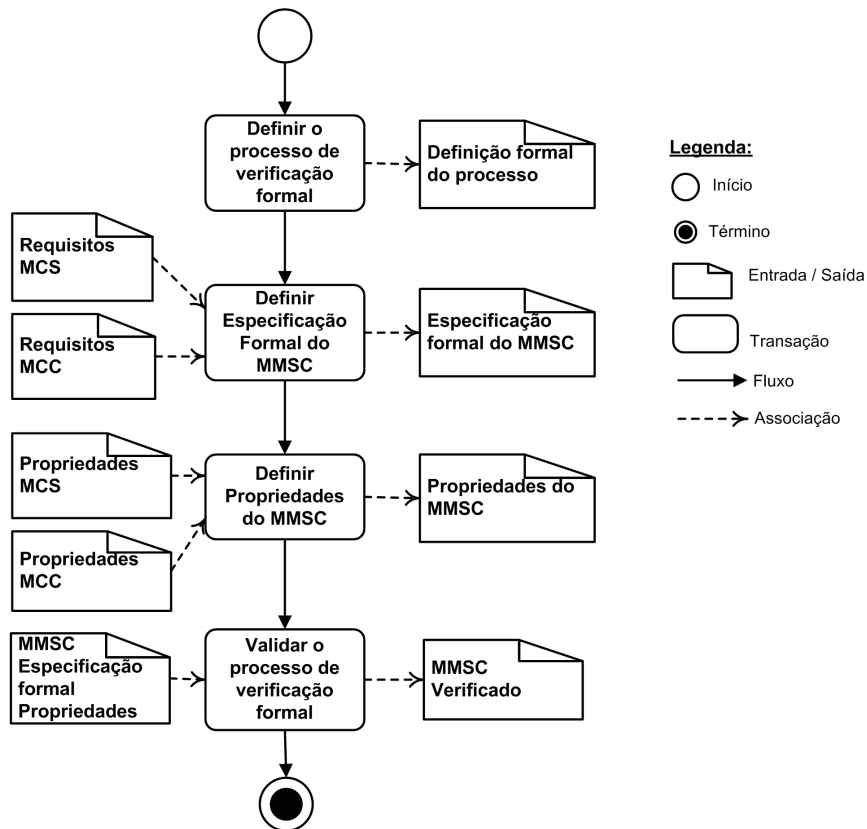 Definir o
processo de
verificação
formal
Definição formal
do processo
Requisitos
MCS
Requisitos
MCC
Definir
Especificação
Formal do
MMSC
Especificação
formal do MMSC
Propriedades
MCS
Propriedades
MCC
Definir
Propriedades
do MMSC
Propriedades do
MMSC
MMSC
Especificação
formal
Propriedades
Validar o
processo de
verificação
formal
MMSC
Verificado
Legenda:
Início
Término
Entrada / Saída
Transação
Fluxo
Associação